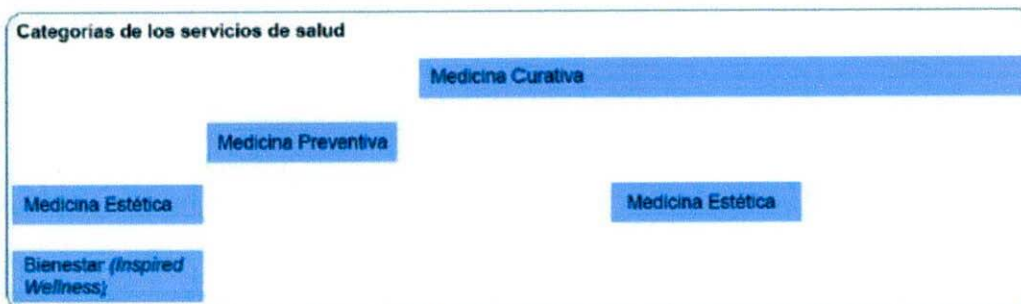 Categorías de los servicios de salud
Medicina Curativa
Medicina Preventiva
Medicina Estética
Medicina Estética
Bienestar (Inspired
Wellness)